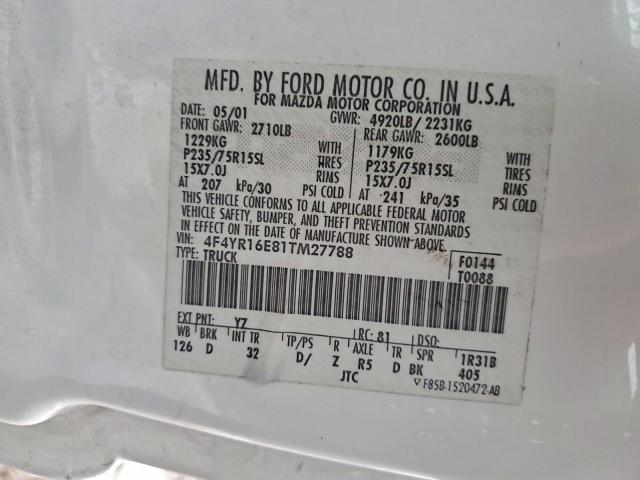 MFD. BY FORD MOTOR CO. IN U.S.A.
FOR MAZDA MOTOR CORPORATION
DATE: 05/01 GVWR: 4920LB/ 2231KG
FRONT GAWR: 2710LB REAR GAWR: 2600LB
1229KG WITH 1179KG WITH
P235/75R15SL TIRES P235/75R15SL TIRES
15X7.0J RIMS 15X7.0J RIMS
AT 207 kPa/30 PSI COLD AT 241 kPa/35 PSI COLD
THIS VEHICLE CONFORMS TO ALL APPLICABLE FEDERAL MOTOR
VEHICLE SAFETY, BUMPER, AND THEFT PREVENTION STANDARDS
IN EFFECT ON THE DATE OF MANUFACTURE SHOWN ABOVE.
VIN: 4F4YR16E81TM27788 F0144
TYPE: TRUCK T0088
EXT PNT: YZ RC: 81 DSO:
WB BRK INT TR TP/PS R AXLE TR SPR 1R31B
126 D 32 D/ Z R5 D BK 405
JTC ▽F85B-1520472-AB